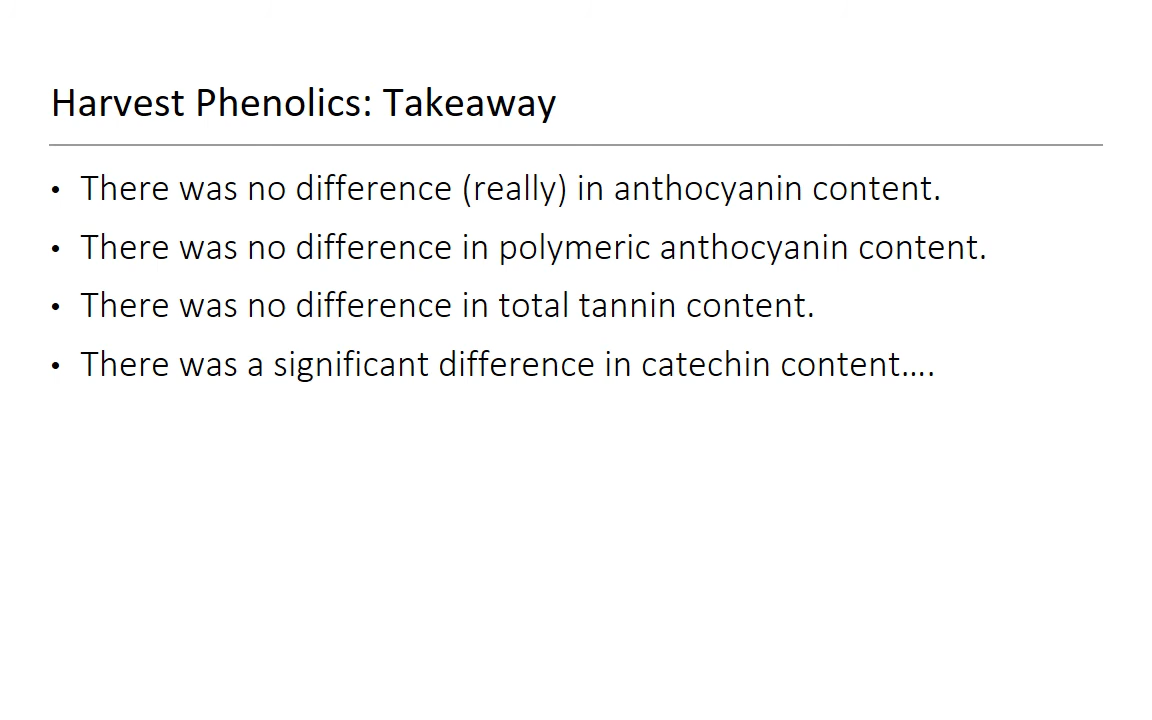 Harvest Phenolics: Takeaway
• There was no difference (really) in anthocyanin content.
• There was no difference in polymeric anthocyanin content.
• There was no difference in total tannin content.
• There was a significant difference in catechin content....